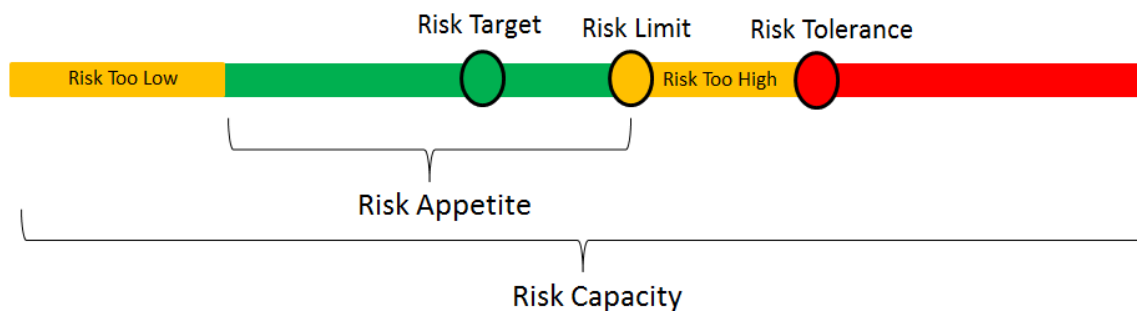 Risk Target
Risk Limit
Risk Tolerance
Risk Too Low
Risk Too High
Risk Appetite
Risk Capacity